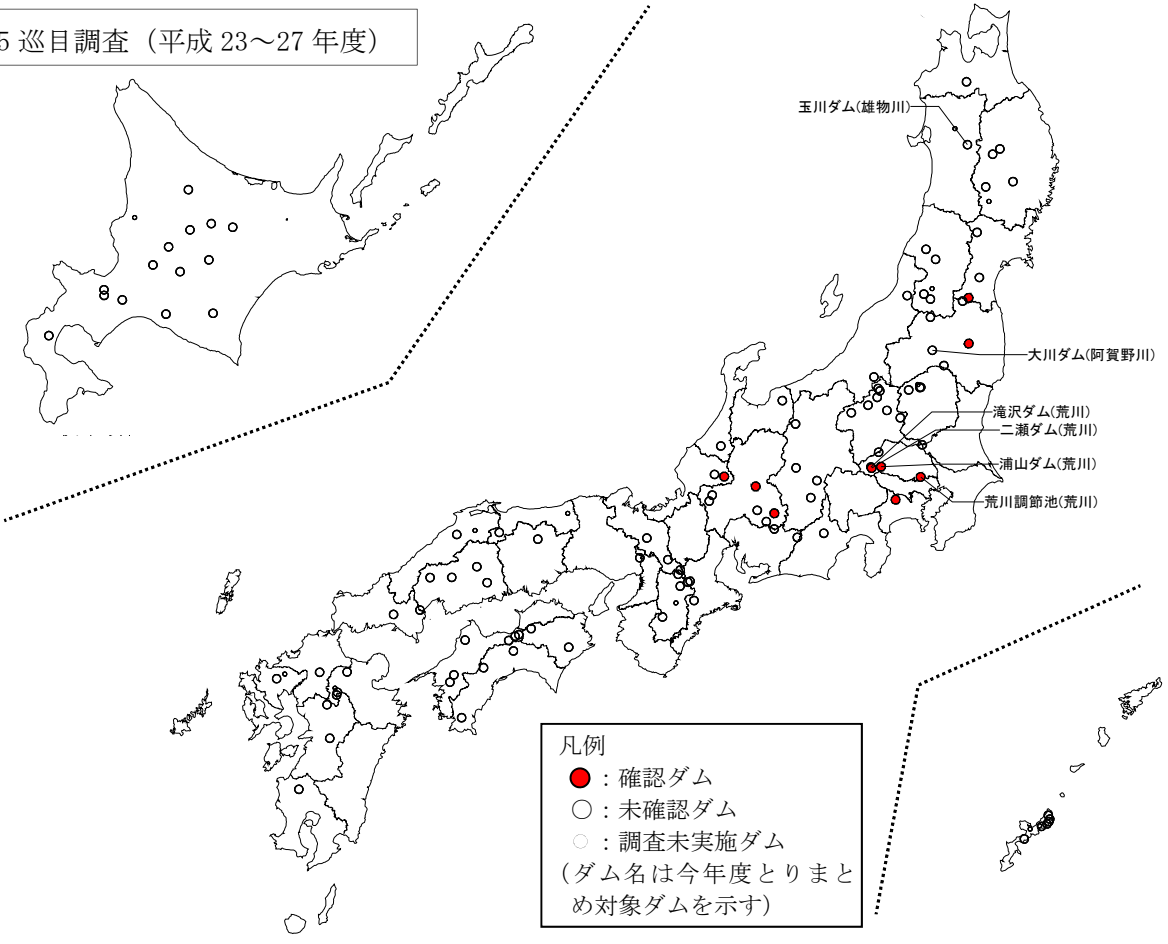 5 巡目調査（平成 23～27 年度）
玉川ダム(雄物川)
大川ダム(阿賀野川)
滝沢ダム(荒川)
二瀬ダム(荒川)
浦山ダム(荒川)
荒川調節池(荒川)
凡例
：確認ダム
：未確認ダム
：調査未実施ダム
(ダム名は今年度とりまと
め対象ダムを示す)